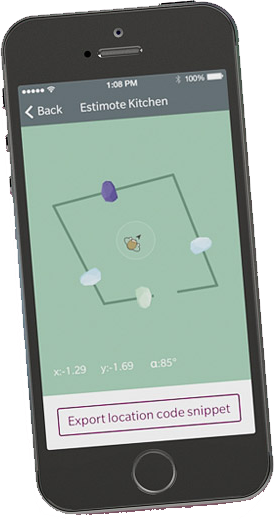 1:08 PM 100%
Back Estimote Kitchen
x:-1.29 y:-1.69 α:85°
Export location code snippet